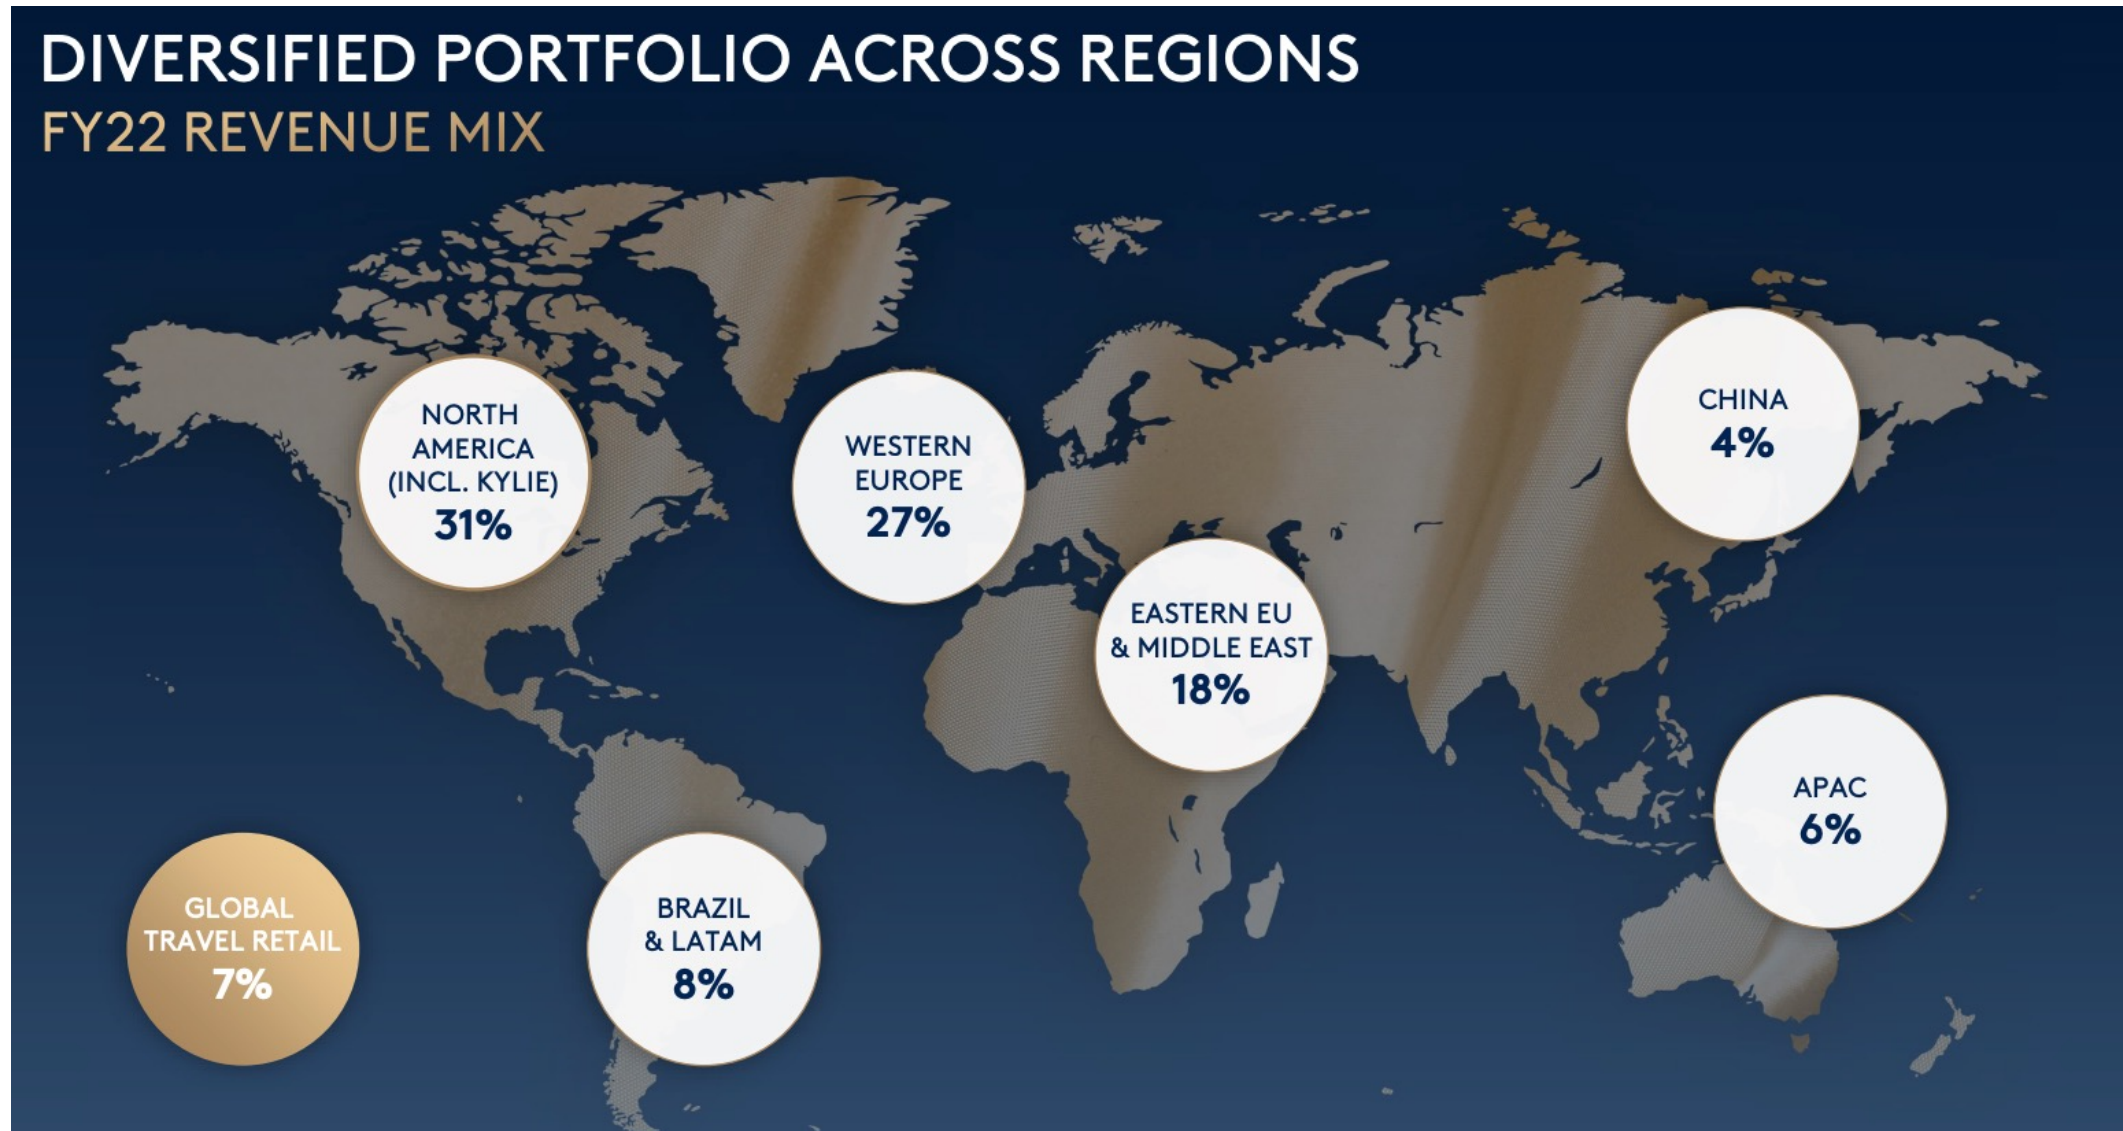 DIVERSIFIED PORTFOLIO ACROSS REGIONS
FY22 REVENUE MIX
NORTH
AMERICA
(INCL. KYLIE)
31%
WESTERN
EUROPE
27%
EASTERN EU
& MIDDLE EAST
18%
CHINA
4%
APAC
6%
GLOBAL
TRAVEL RETAIL
7%
BRAZIL
& LATAM
8%